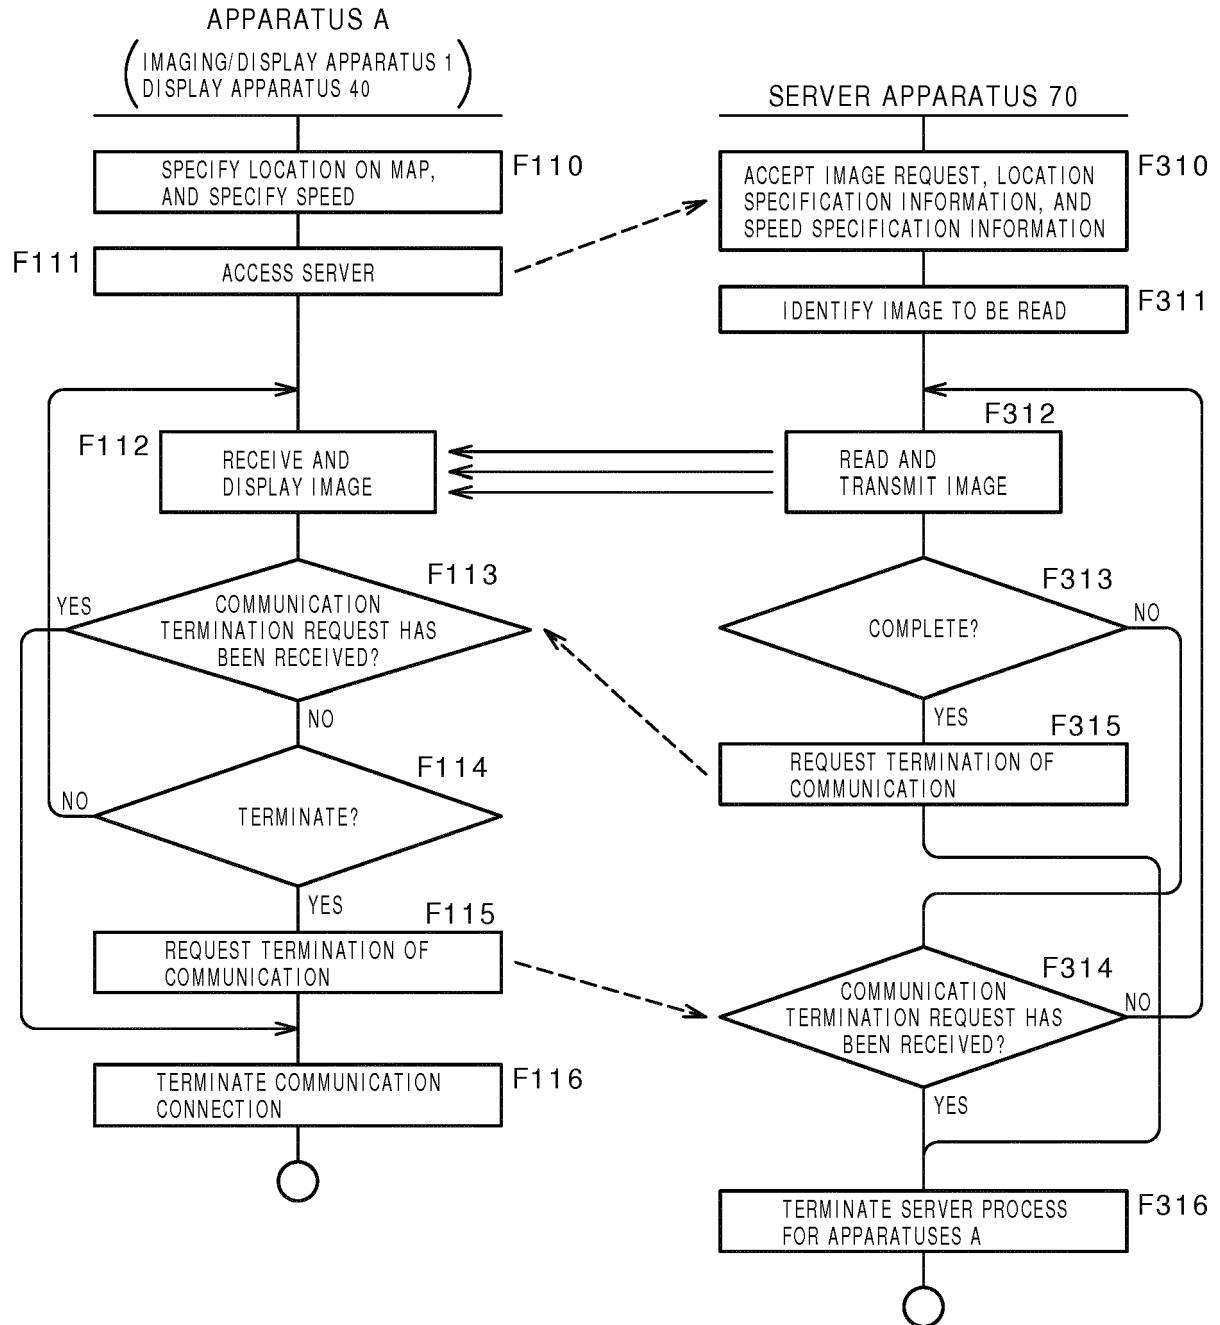 APPARATUS A
IMAGING/DISPLAY APPARATUS 1
DISPLAY APPARATUS 40
SPECIFY LOCATION ON MAP,
AND SPECIFY SPEED
F110
F111
ACCESS SERVER
F112
RECEIVE AND
DISPLAY IMAGE
F113
YES
COMMUNICATION
TERMINATION REQUEST HAS
BEEN RECEIVED?
NO
F114
NO
TERMINATE?
YES
F115
REQUEST TERMINATION OF
COMMUNICATION
TERMINATE COMMUNICATION
CONNECTION
F116
SERVER APPARATUS 70
F310
ACCEPT IMAGE REQUEST, LOCATION
SPECIFICATION INFORMATION, AND
SPEED SPECIFICATION INFORMATION
IDENTIFY IMAGE TO BE READ
F311
F312
READ AND
TRANSMIT IMAGE
F313
NO
COMPLETE?
YES
F315
REQUEST TERMINATION OF
COMMUNICATION
F314
COMMUNICATION
TERMINATION REQUEST HAS
BEEN RECEIVED?
NO
YES
TERMINATE SERVER PROCESS
FOR APPARATUSES A
F316